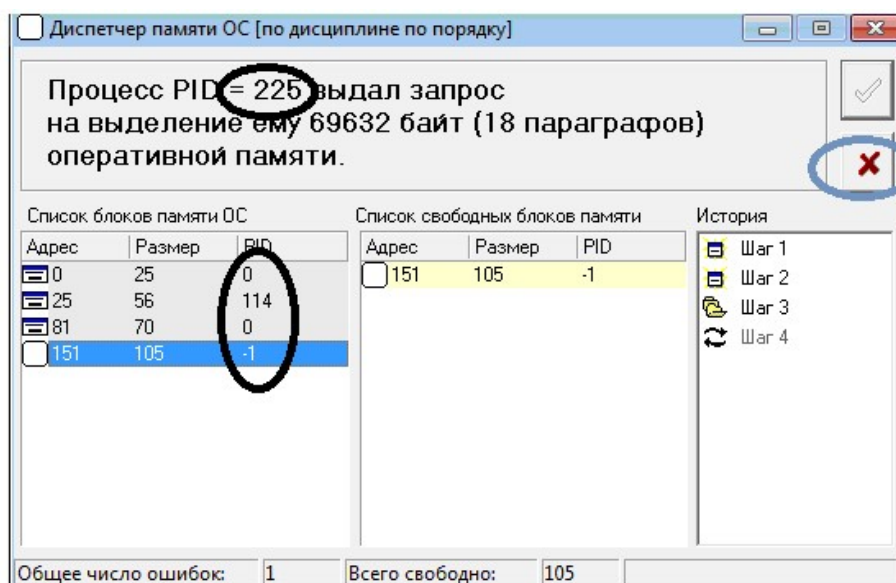 Диспетчер памяти ОС [по дисциплине по порядку]
Процесс PID = 225 выдал запрос
на выделение ему 69632 байт (18 параграфов)
оперативной памяти.
Список блоков памяти ОС
Адрес Размер PID
0 25 0
25 56 114
81 70 0
151 105 -1
Список свободных блоков памяти
Адрес Размер PID
151 105 -1
История
Шаг 1
Шаг 2
Шаг 3
Шаг 4
Общее число ошибок: 1 Всего свободно: 105